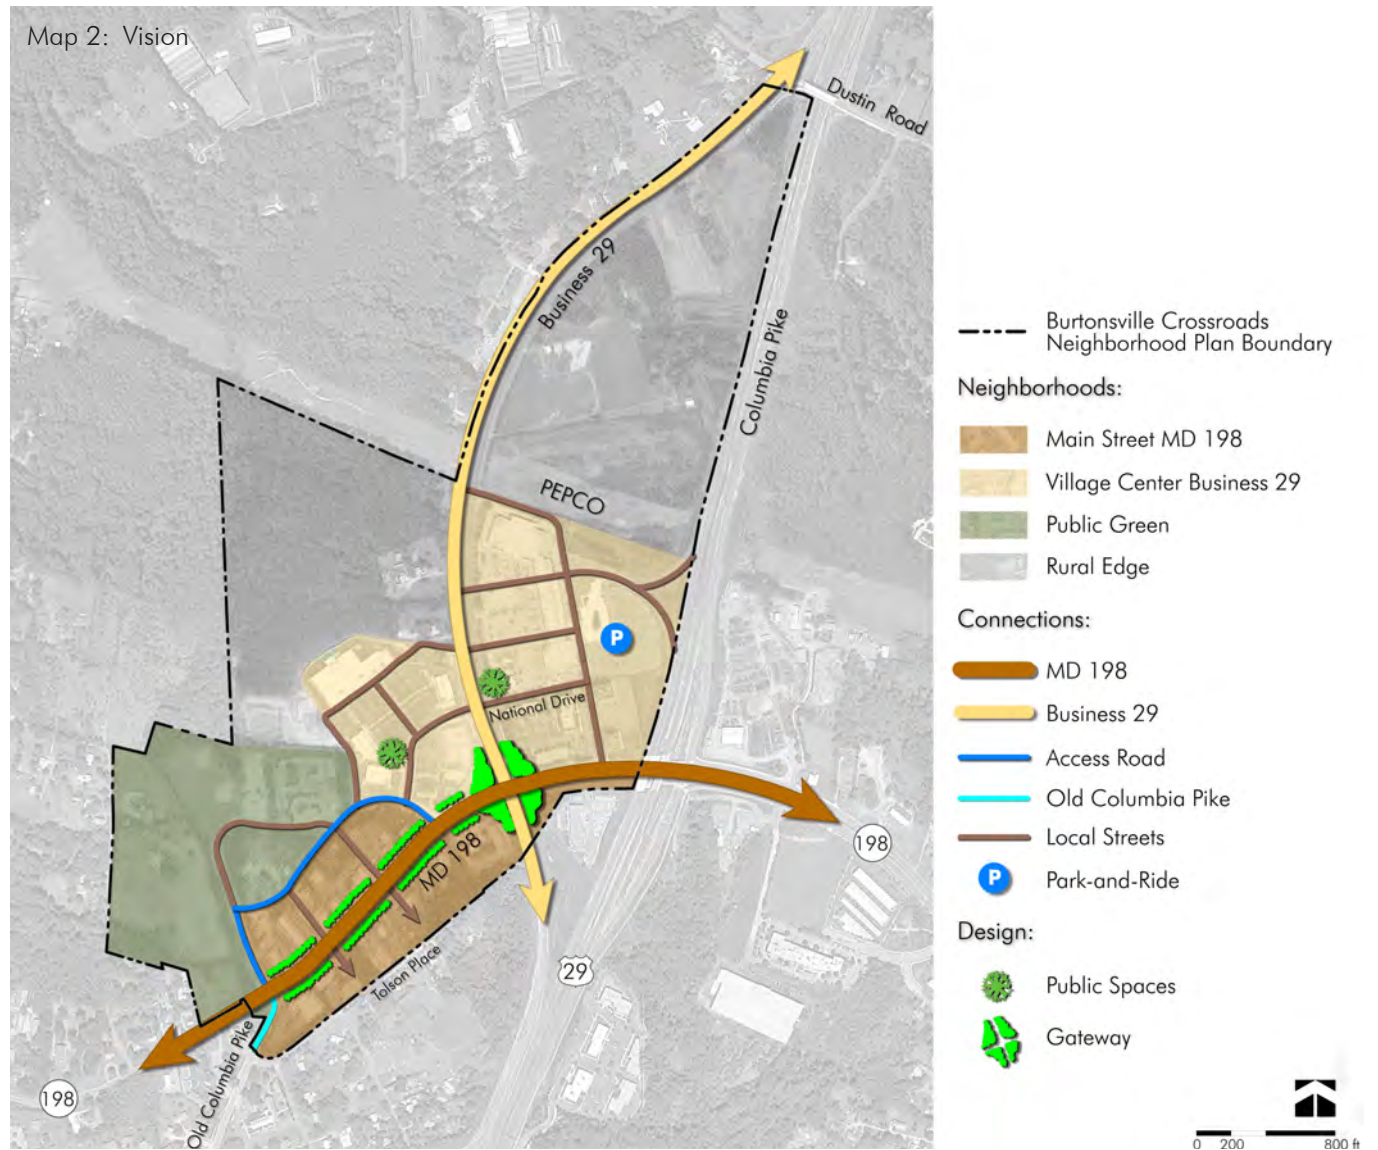 Map 2: Vision
Dustin Road
Business 29
Columbia Pike
PEPCO
P
National Drive
MD 198
198
Tolson Place
29
Old Columbia Pike
198
Burtonsville Crossroads
Neighborhood Plan Boundary
Neighborhoods:
Main Street MD 198
Village Center Business 29
Public Green
Rural Edge
Connections:
MD 198
Business 29
Access Road
Old Columbia Pike
Local Streets
P Park-and-Ride
Design:
Public Spaces
Gateway
0 200 800 ft